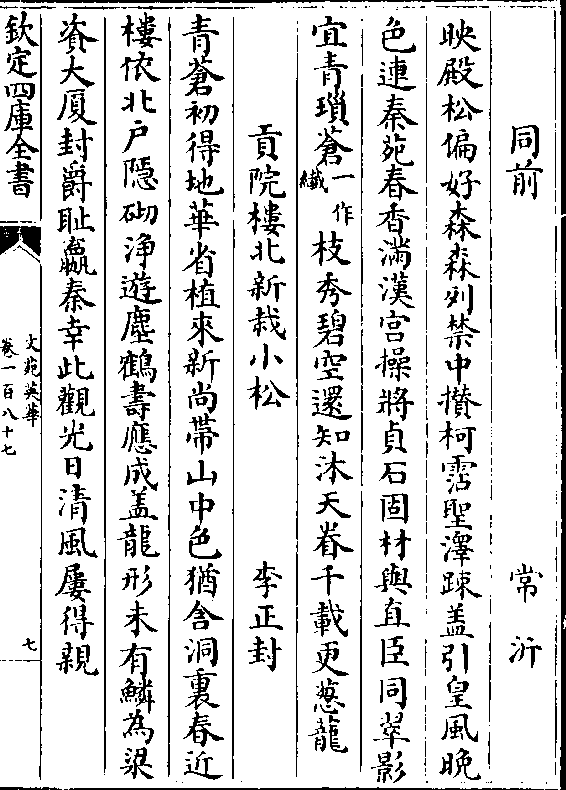 同前　常沂
映殿松偏好森森列禁中攅柯霑聖澤踈盖引皇風晚
色連秦苑春香滿漢宫操將貞石固材與直臣同翠影
宜青瑣蒼一作纎枝秀碧空還知沐天眷千載更葱龍
貢院樓北新栽小松　李正封
青蒼初得地華省植來新尚帶山中色猶含洞裏春近
樓依北户隱砌浄遊塵鶴壽應成盖龍形未有鱗為梁
資大厦封爵耻嬴秦幸此觀光日清風屢得親
欽定四庫全書
文苑英華
卷一百八十七
七